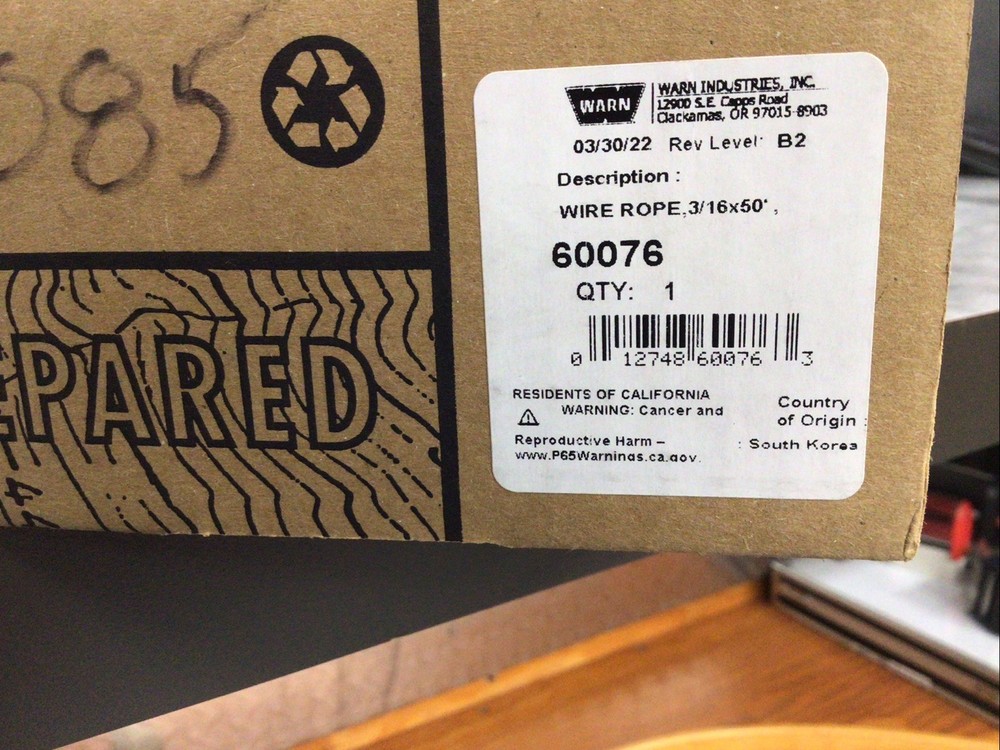 85
WARN
WARN INDUSTRIES, INC.
12900 S.E. Capps Road
Clackamas, OR 97015-8903
03/30/22 Rev Level: B2
Description :
WIRE ROPE,3/16x50',
60076
QTY: 1
0 12748 60076 3
RESIDENTS OF CALIFORNIA
⚠ WARNING: Cancer and
Reproductive Harm –
www.P65Warnings.ca.gov.
Country
of Origin :
: South Korea
EPARED